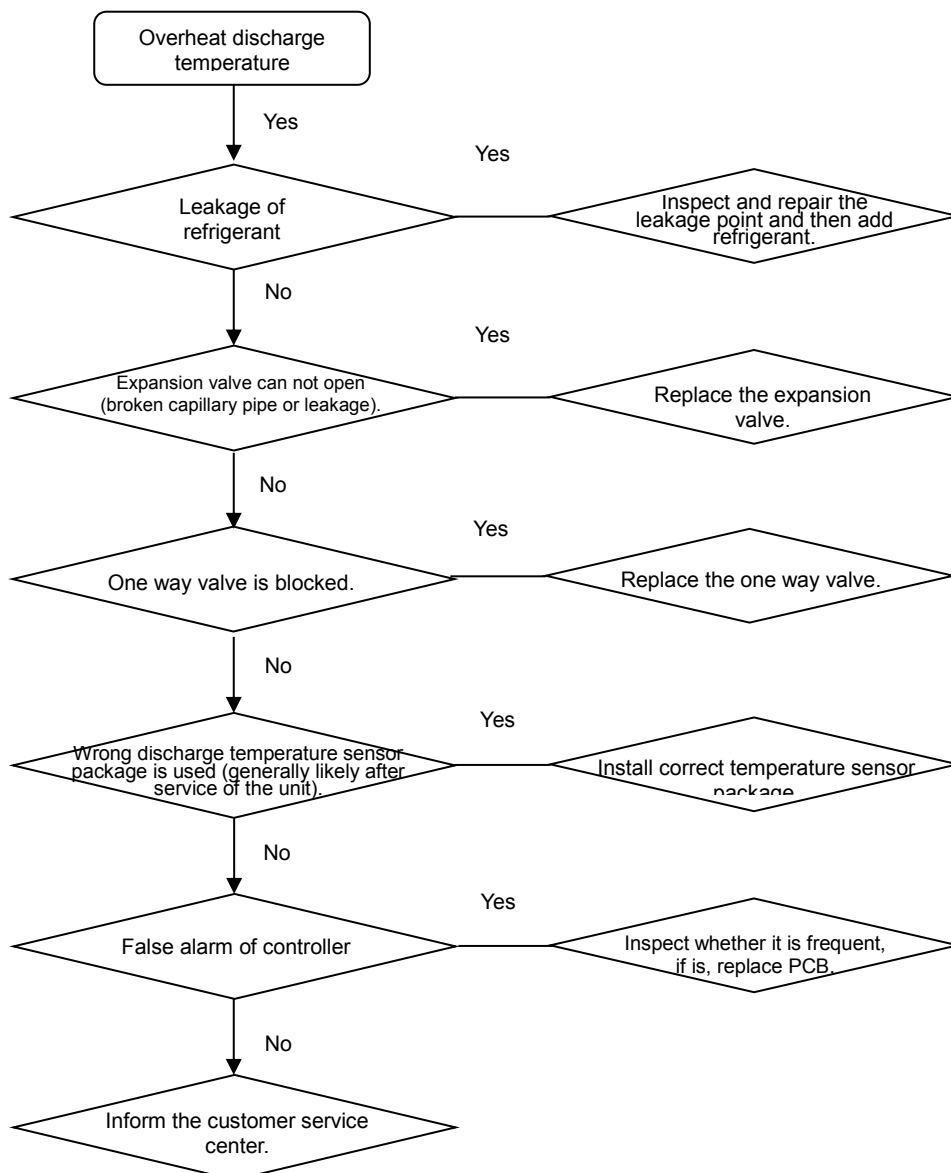 Overheat discharge
temperature
Yes
Yes
Leakage of
refrigerant
Inspect and repair the
leakage point and then add
refrigerant.
No
Yes
Expansion valve can not open
(broken capillary pipe or leakage).
Replace the expansion
valve.
No
Yes
One way valve is blocked.
Replace the one way valve.
No
Yes
Wrong discharge temperature sensor
package is used (generally likely after
service of the unit).
Install correct temperature sensor
package
No
Yes
False alarm of controller
Inspect whether it is frequent,
if is, replace PCB.
No
Inform the customer service
center.